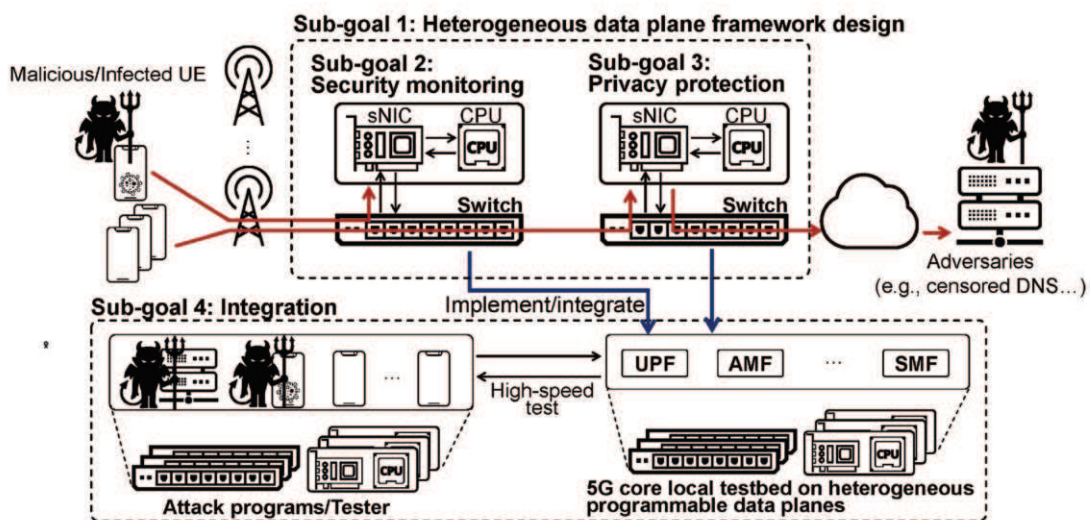 Sub-goal 1: Heterogeneous data plane framework design
Malicious/Infected UE
Sub-goal 2:
Security monitoring
sNIC
CPU
CPU
Switch
Sub-goal 3:
Privacy protection
sNIC
CPU
CPU
Switch
...
Adversaries
(e.g., censored DNS...)
Implement/integrate
Sub-goal 4: Integration
...
High-speed
test
UPF
AMF
...
SMF
CPU
Attack programs/Tester
CPU
5G core local testbed on heterogeneous
programmable data planes